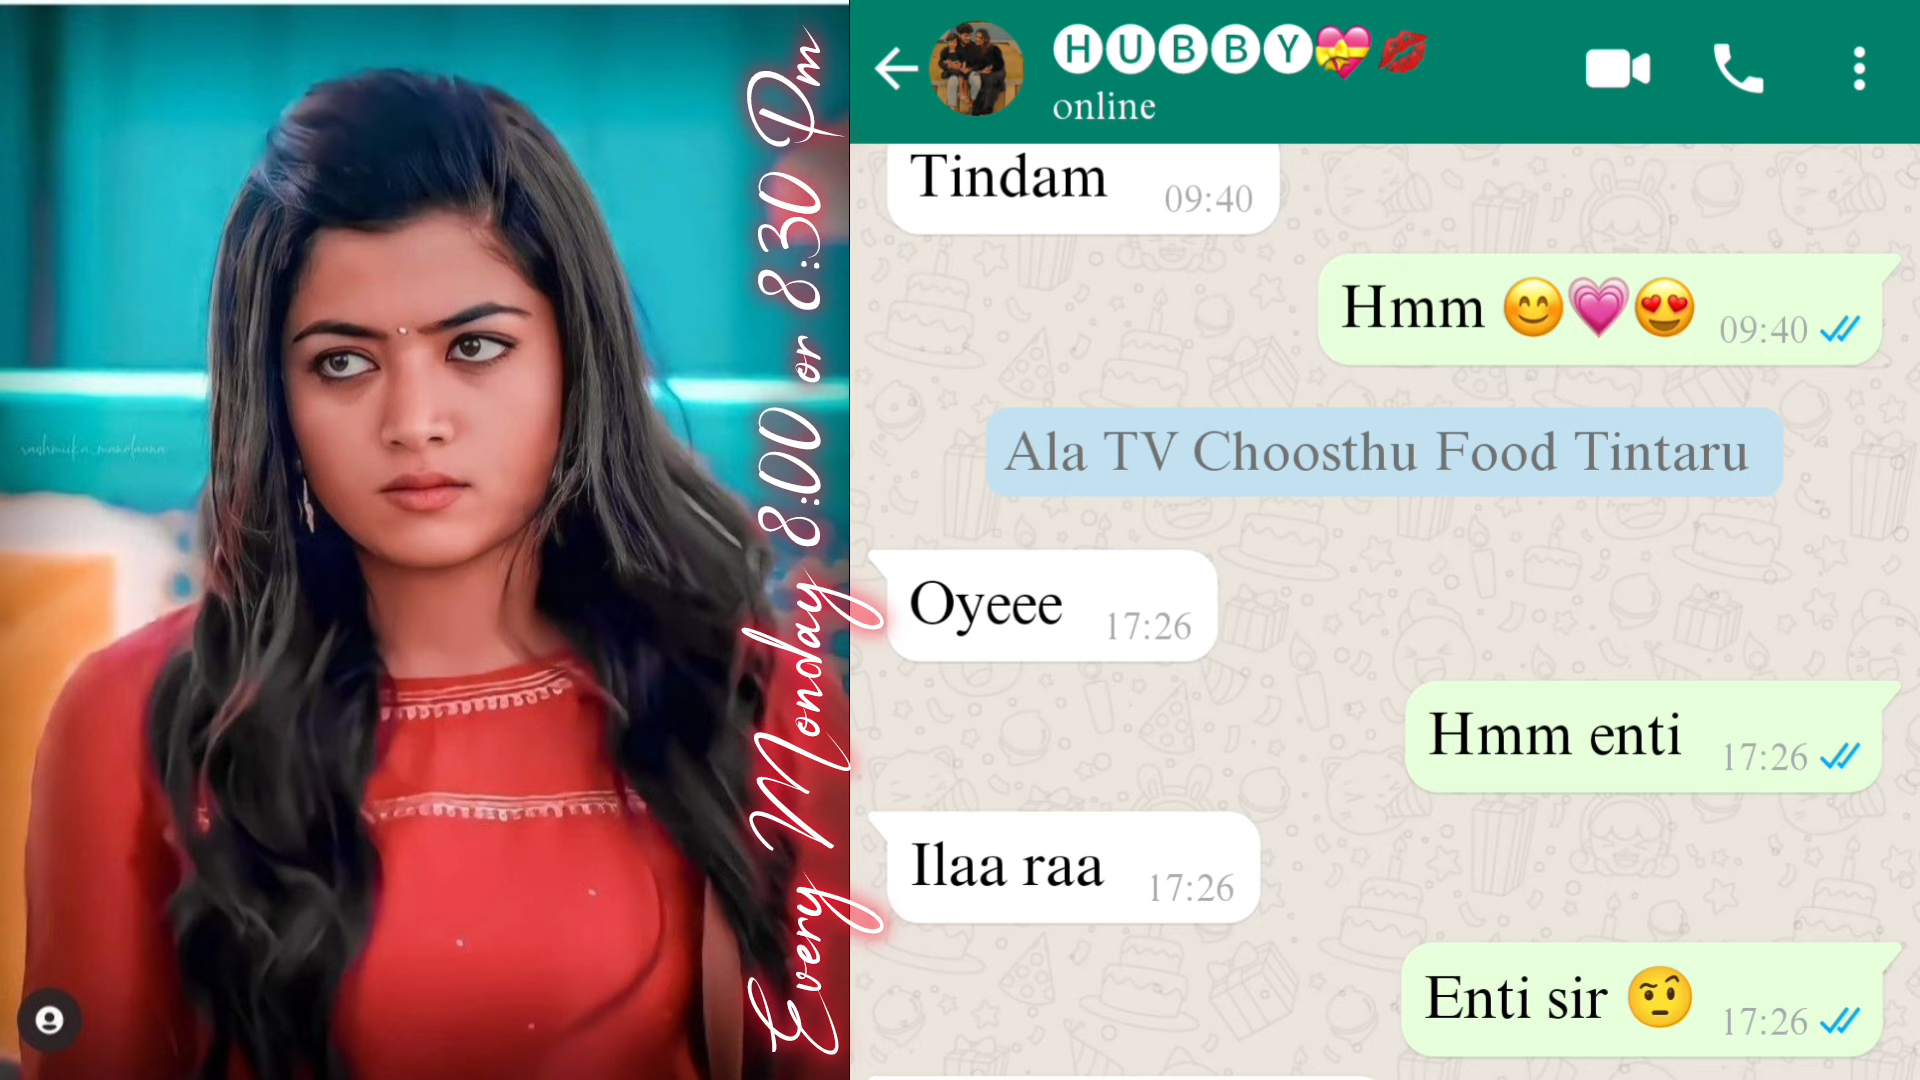 rashmiika_mandaana
Every Monday 8:00 or 8:30 Pm
ⒽⓊⒷⒷⓎ💝💋
online
Tindam 09:40
Hmm 😊💗😍 09:40
Ala TV Choosthu Food Tintaru
Oyeee 17:26
Hmm enti 17:26
Ilaa raa 17:26
Enti sir 🤨 17:26